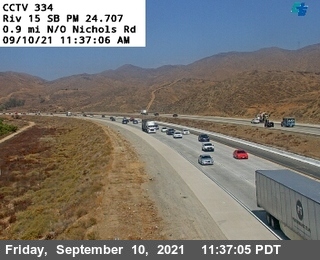 CCTV 334
Riv 15 SB PM 24.707
0.9 mi N/O Nichols Rd
09/10/21 11:37:06 AM
Friday, September 10, 2021 11:37:05 PDT